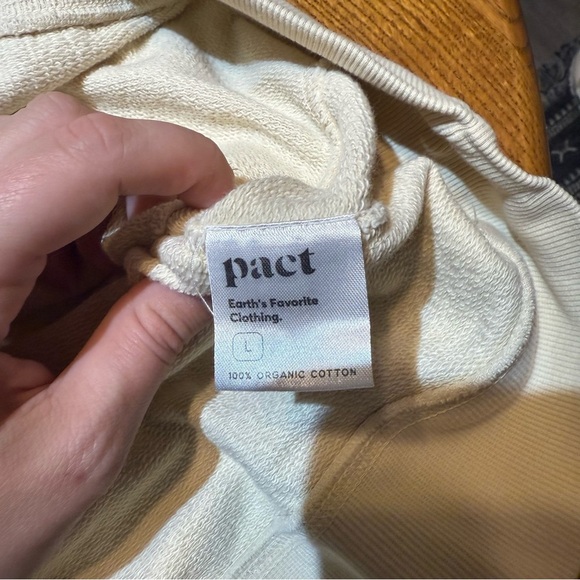 pact
Earth's Favorite
Clothing.
L
100% ORGANIC COTTON